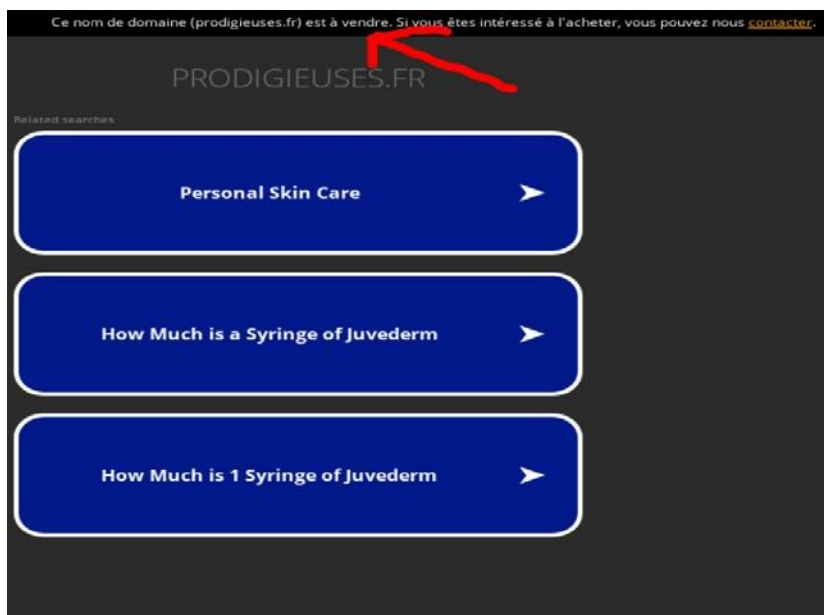 Ce nom de domaine (prodigieuses.fr) est à vendre. Si vous êtes intéressé à l'acheter, vous pouvez nous contacter.
PRODIGIEUSES.FR
Related searches
Personal Skin Care
How Much is a Syringe of Juvederm
How Much is 1 Syringe of Juvederm